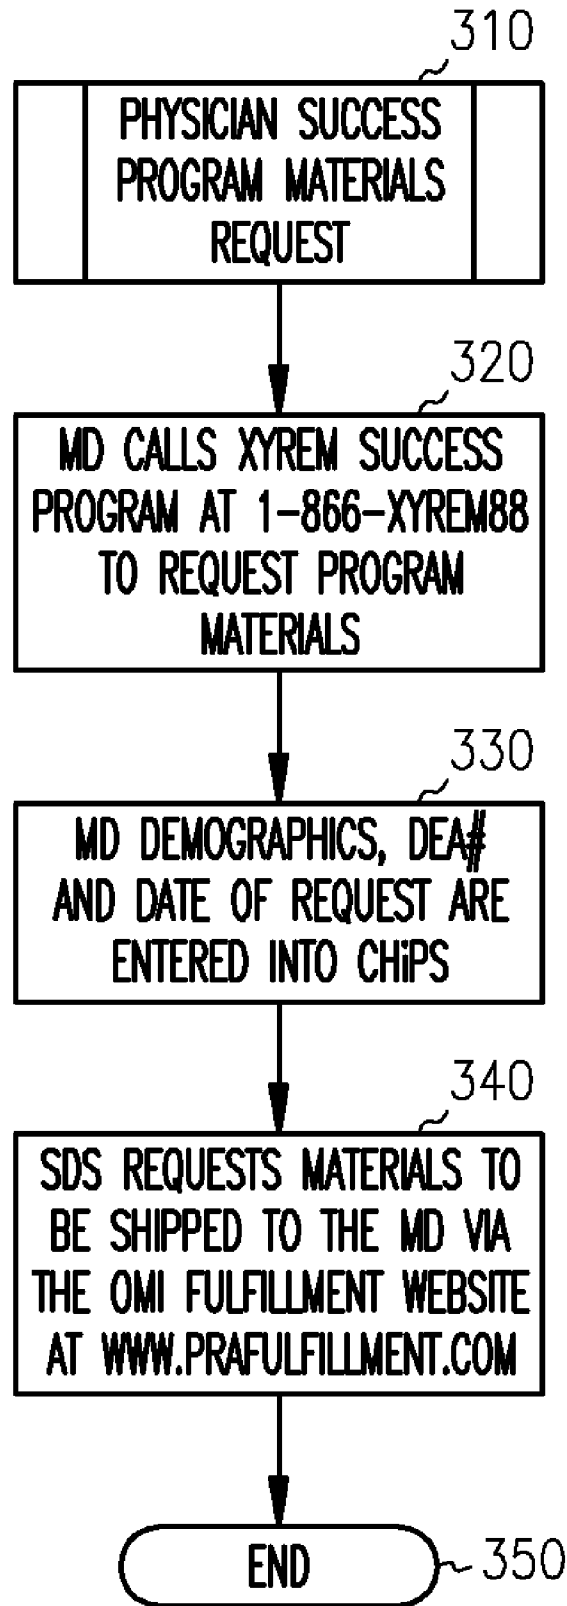 310
PHYSICIAN SUCCESS
PROGRAM MATERIALS
REQUEST
320
MD CALLS XYREM SUCCESS
PROGRAM AT 1-866-XYREM88
TO REQUEST PROGRAM
MATERIALS
330
MD DEMOGRAPHICS, DEA#
AND DATE OF REQUEST ARE
ENTERED INTO CHiPS
340
SDS REQUESTS MATERIALS TO
BE SHIPPED TO THE MD VIA
THE OMI FULFILLMENT WEBSITE
AT WWW.PRAFULFILLMENT.COM
END
350